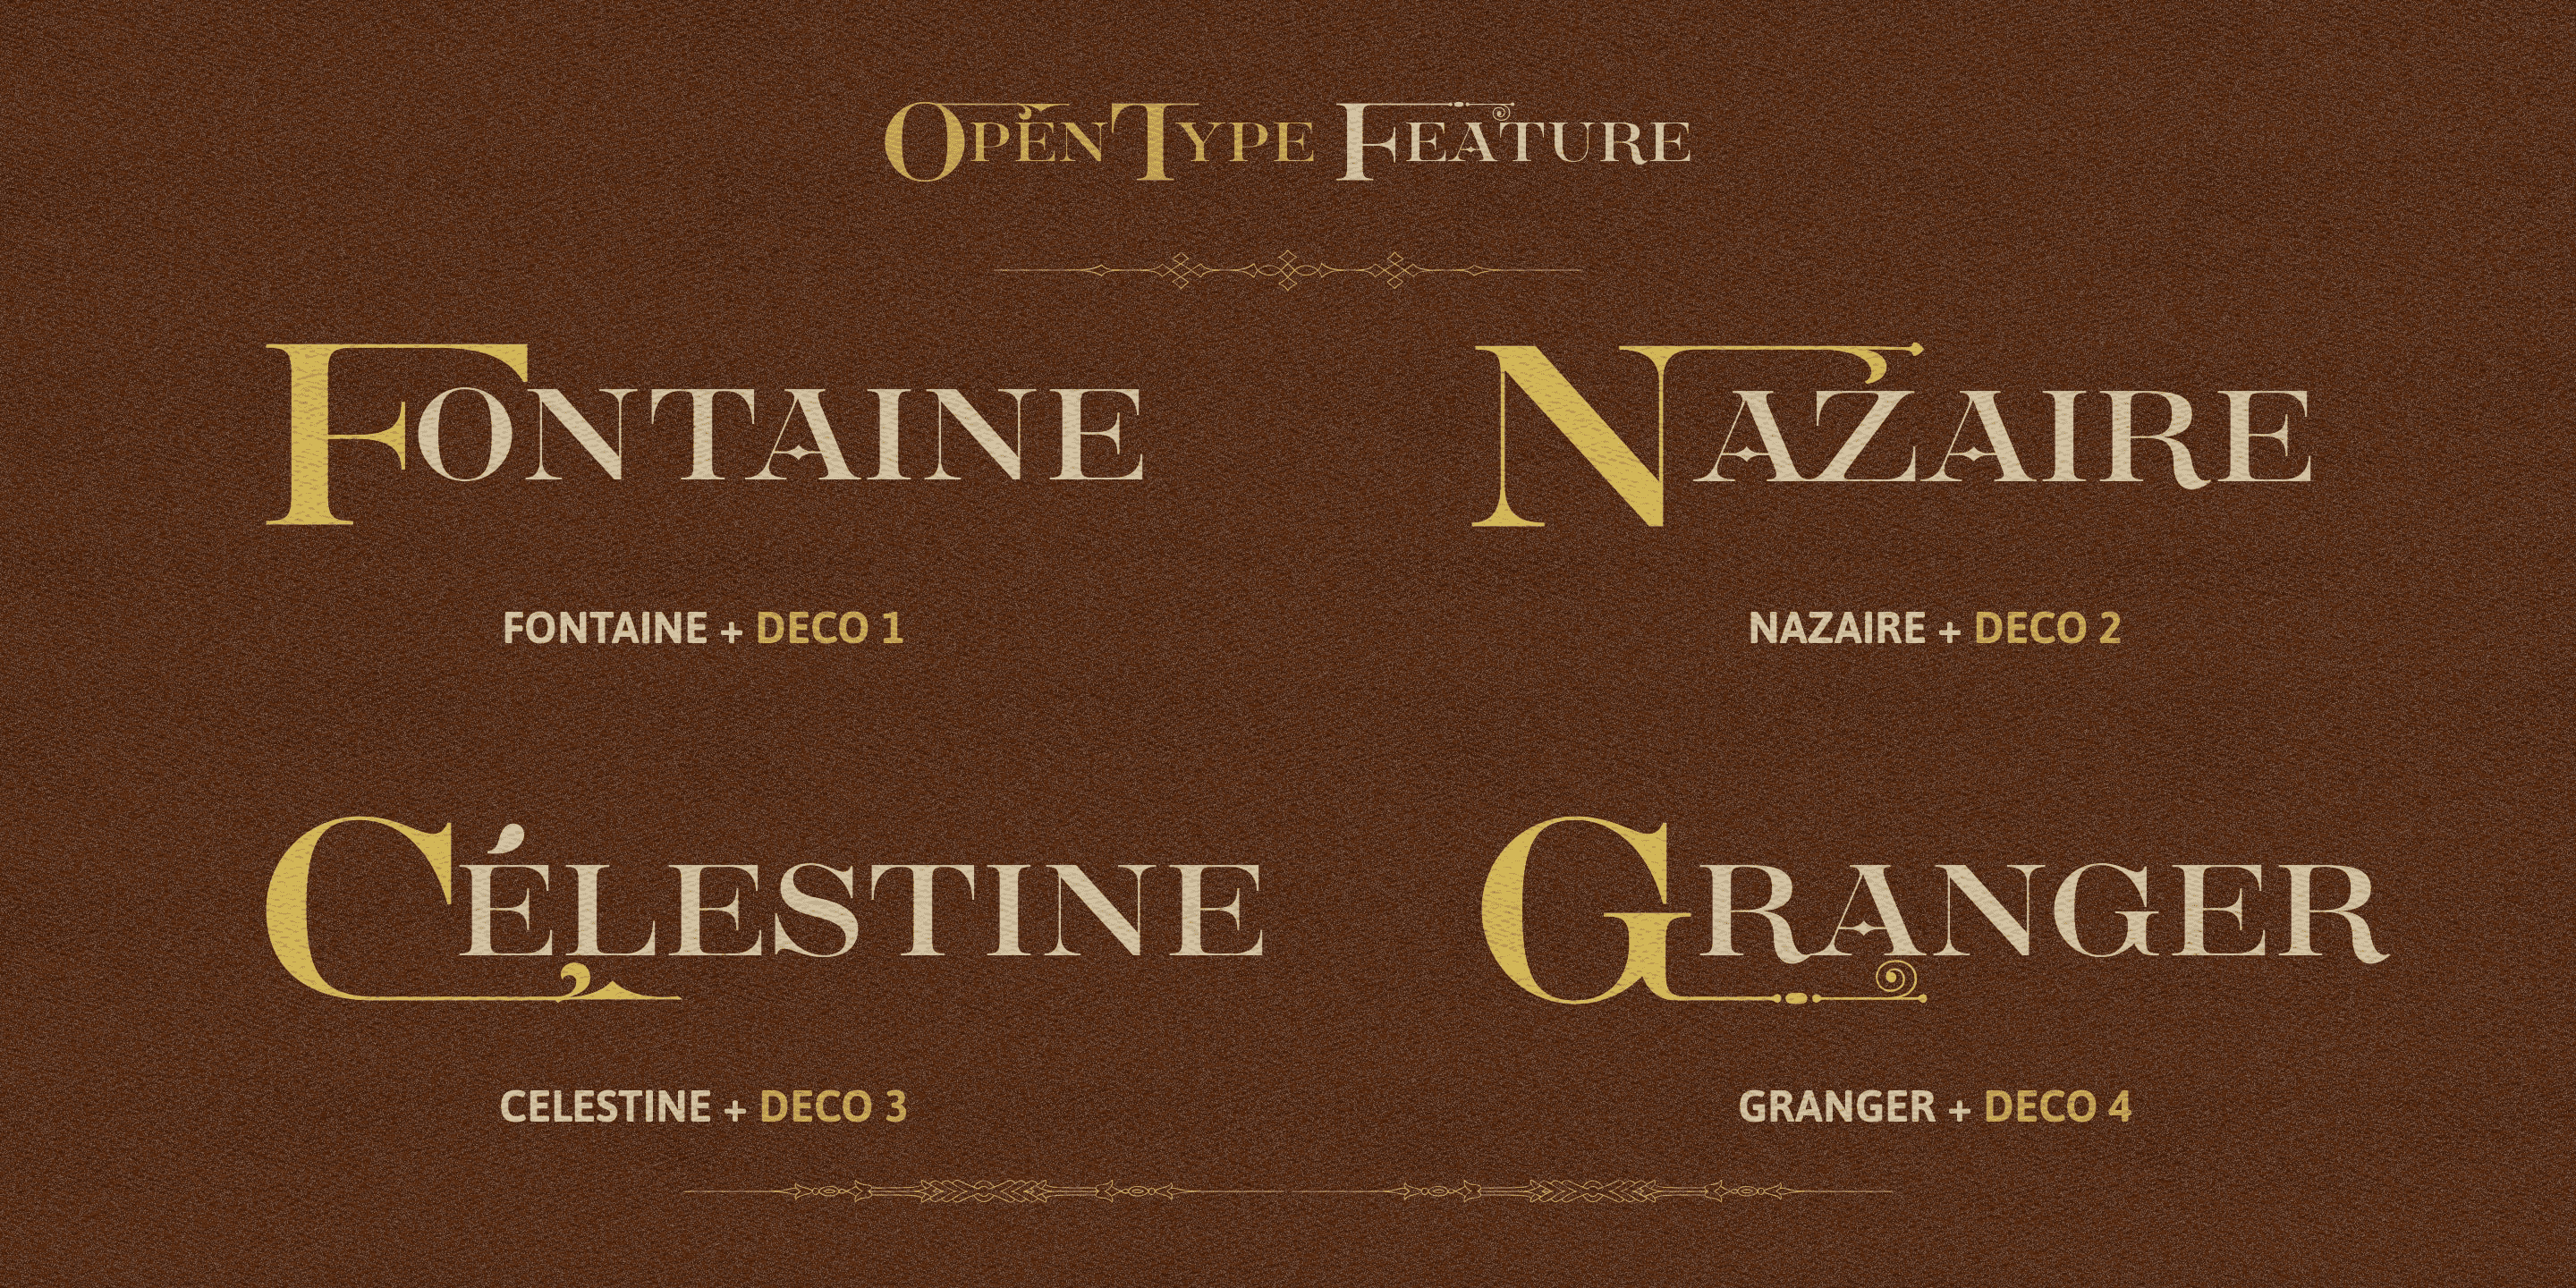 OPENTYPE FEATURE
FONTAINE
NAZAIRE
FONTAINE + DECO 1
NAZAIRE + DECO 2
CÉLESTINE
GRANGER
CELESTINE + DECO 3
GRANGER + DECO 4